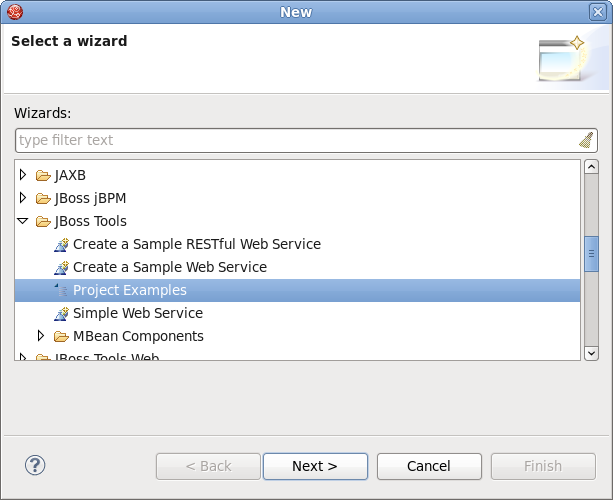 New
Select a wizard
Wizards:
type filter text
JAXB
JBoss jBPM
JBoss Tools
Create a Sample RESTful Web Service
Create a Sample Web Service
Project Examples
Simple Web Service
MBean Components
JBoss Tools Web
? < Back Next > Cancel Finish